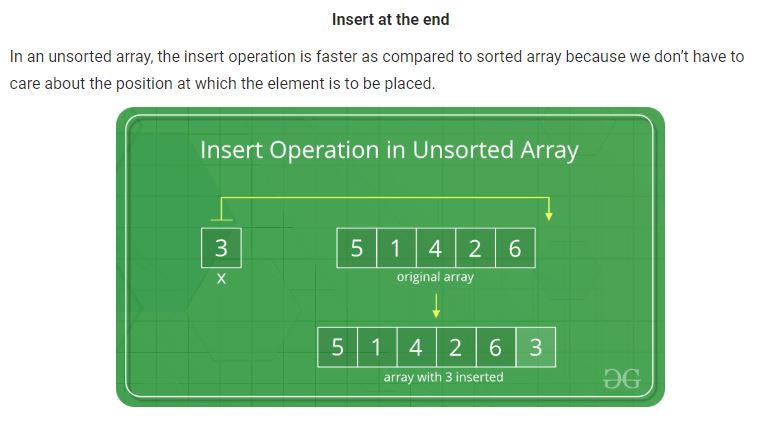 Insert at the end
In an unsorted array, the insert operation is faster as compared to sorted array because we don’t have to
care about the position at which the element is to be placed.
Insert Operation in Unsorted Array
3
5 1 4 2 6
x
original array
5 1 4 2 6 3
array with 3 inserted